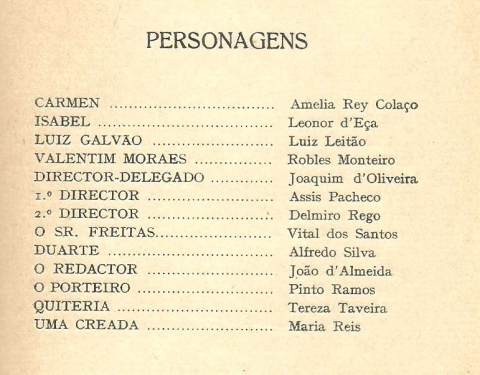 PERSONAGENS
CARMEN .................................. Amelia Rey Colaço
ISABEL .................................... Leonor d'Eça
LUIZ GALVÃO ......................... Luiz Leitão
VALENTIM MORAES ................ Robles Monteiro
DIRECTOR-DELEGADO ............. Joaquim d'Oliveira
1.º DIRECTOR .......................... Assis Pacheco
2.º DIRECTOR .......................... Delmiro Rego
O SR. FREITAS........................ Vital dos Santos
DUARTE .................................. Alfredo Silva
O REDACTOR ........................... João d'Almeida
O PORTEIRO ............................ Pinto Ramos
QUITERIA ................................ Tereza Taveira
UMA CREADA .......................... Maria Reis